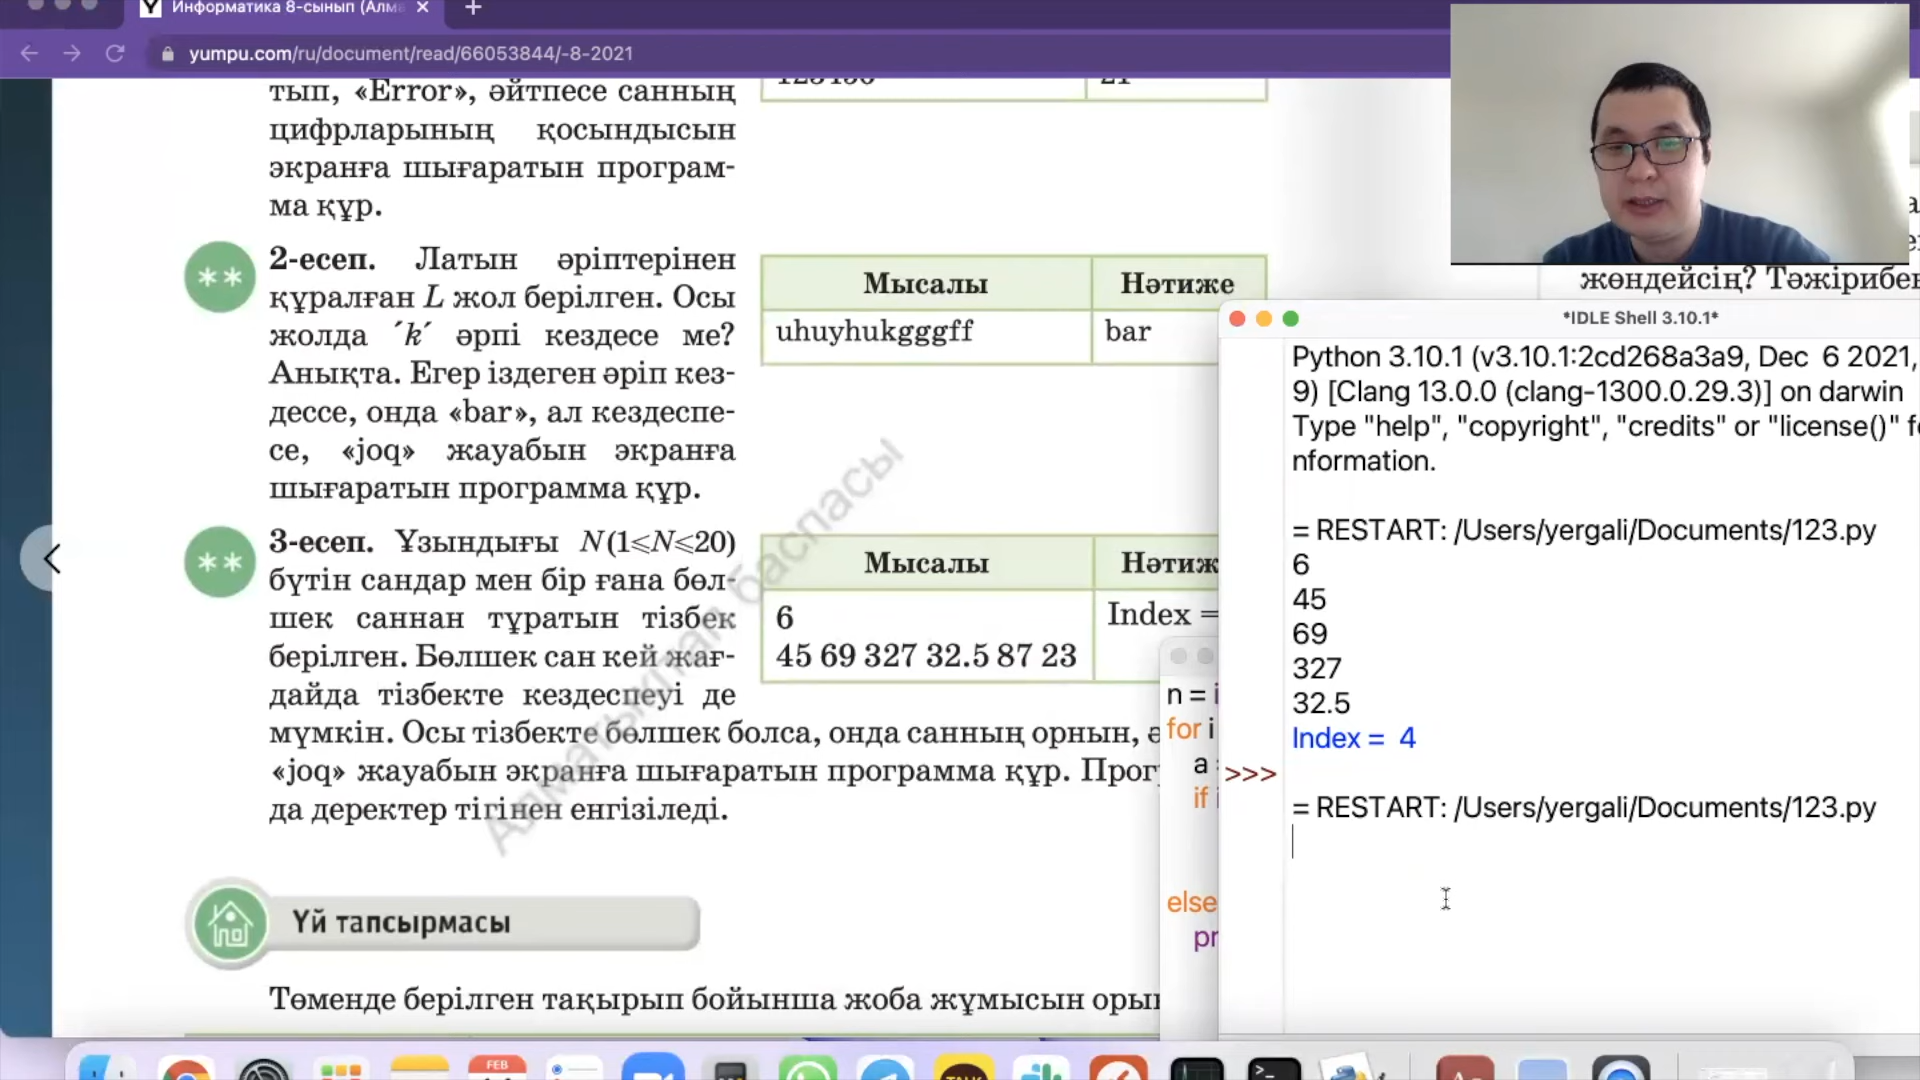 Информатика 8-сынып (Алма
yumpu.com/ru/document/read/66053844/-8-2021
тып, «Error», әйтпесе санның
цифрларының қосындысын
экранға шығаратын програм-
ма құр.
2-есеп. Латын әріптерінен
құралған L жол берілген. Осы
жолда ´k´ әрпі кездесе ме?
Анықта. Егер іздеген әріп кез-
дессе, онда «bar», ал кездеспе-
се, «joq» жауабын экранға
шығаратын программа құр.
Мысалы Нәтиже
uhuyhukgggff bar
3-есеп. Ұзындығы N(1⩽N⩽20)
бүтін сандар мен бір ғана бөл-
шек саннан тұратын тізбек
берілген. Бөлшек сан кей жағ-
дайда тізбекте кездеспеуі де
мүмкін. Осы тізбекте бөлшек болса, онда санның орнын, ә
«joq» жауабын экранға шығаратын программа құр. Прог
да деректер тігінен енгізіледі.
Мысалы Нәтиж
6 Index =
45 69 327 32.5 87 23
Алматыкітап баспасы
Үй тапсырмасы
Төменде берілген тақырып бойынша жоба жұмысын оры
жөндейсің? Тәжірибе
*IDLE Shell 3.10.1*
Python 3.10.1 (v3.10.1:2cd268a3a9, Dec 6 2021,
9) [Clang 13.0.0 (clang-1300.0.29.3)] on darwin
Type "help", "copyright", "credits" or "license()" f
nformation.
= RESTART: /Users/yergali/Documents/123.py
6
45
69
327
32.5
Index = 4
>>>
= RESTART: /Users/yergali/Documents/123.py
n = i
for i
a
if i
else
pr
FEB